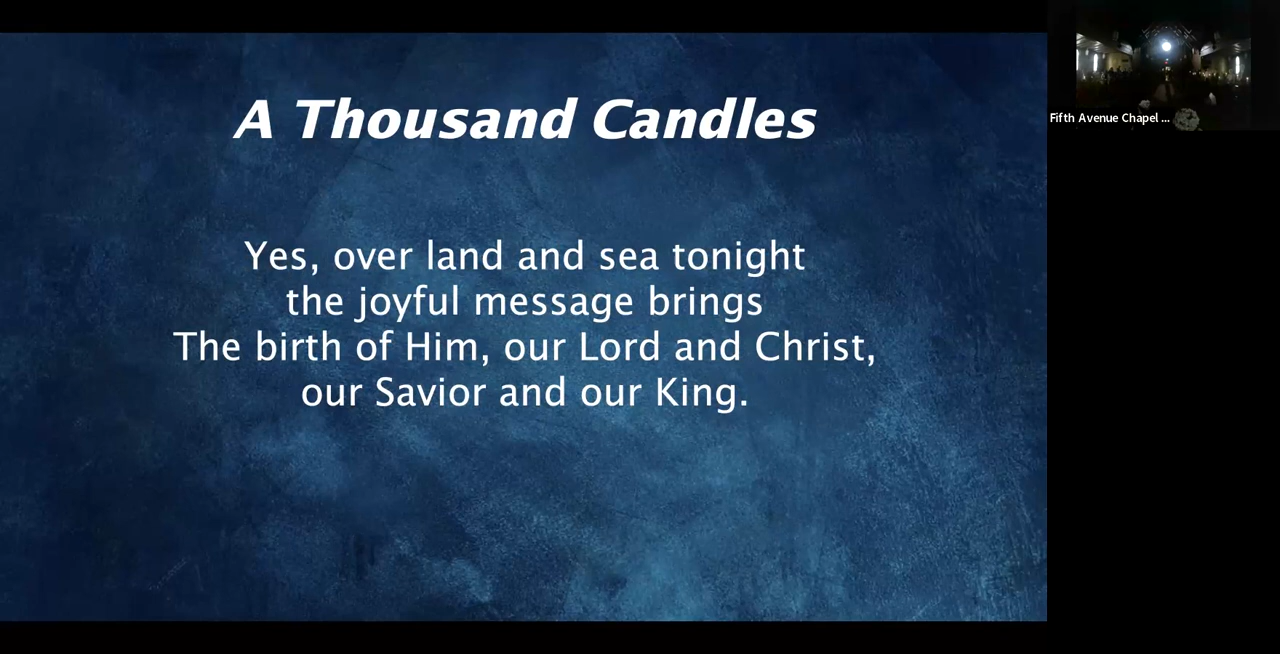 A Thousand Candles
Yes, over land and sea tonight
the joyful message brings
The birth of Him, our Lord and Christ,
our Savior and our King.
Fifth Avenue Chapel ...